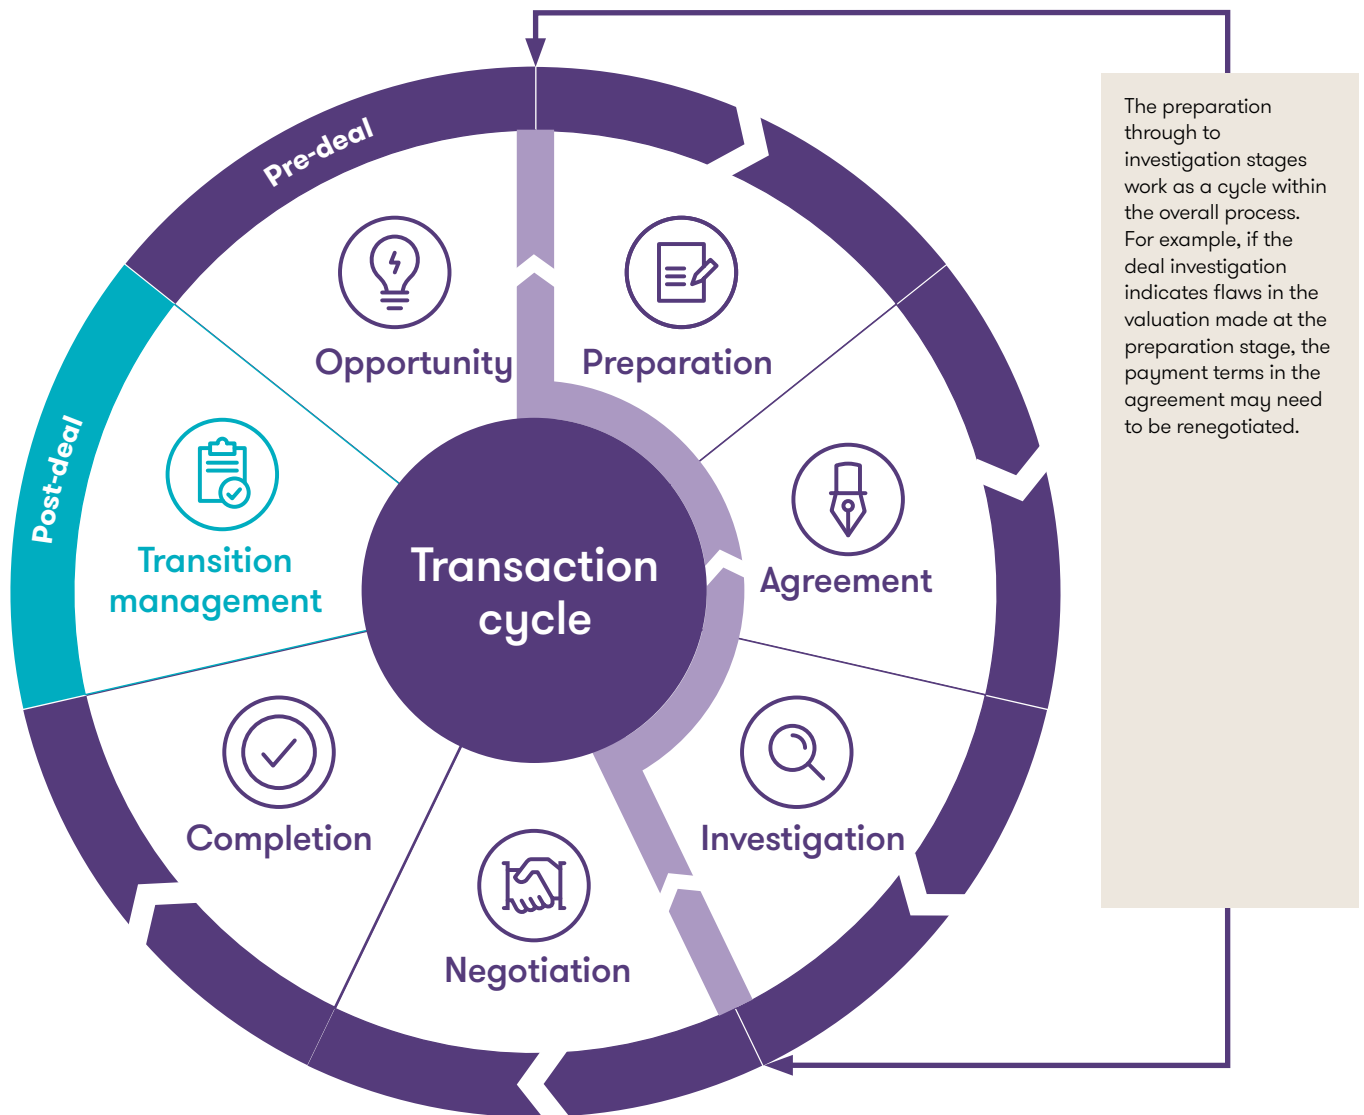 Pre-deal
Opportunity
Preparation
Agreement
Investigation
Negotiation
Completion
Transition
management
Post-deal
Transaction
cycle
The preparation
through to
investigation stages
work as a cycle within
the overall process.
For example, if the
deal investigation
indicates flaws in the
valuation made at the
preparation stage, the
payment terms in the
agreement may need
to be renegotiated.